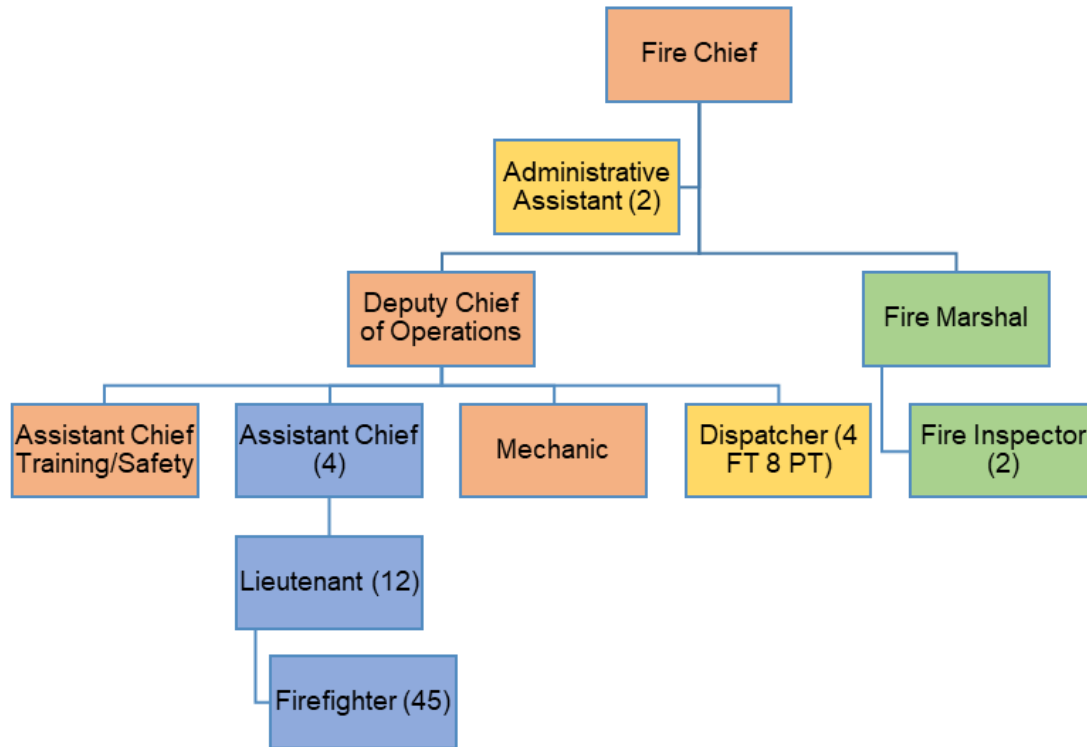 Fire Chief
Administrative
Assistant (2)
Deputy Chief
of Operations
Fire Marshal
Assistant Chief
Training/Safety
Assistant Chief
(4)
Mechanic
Dispatcher (4
FT 8 PT)
Fire Inspector
(2)
Lieutenant (12)
Firefighter (45)